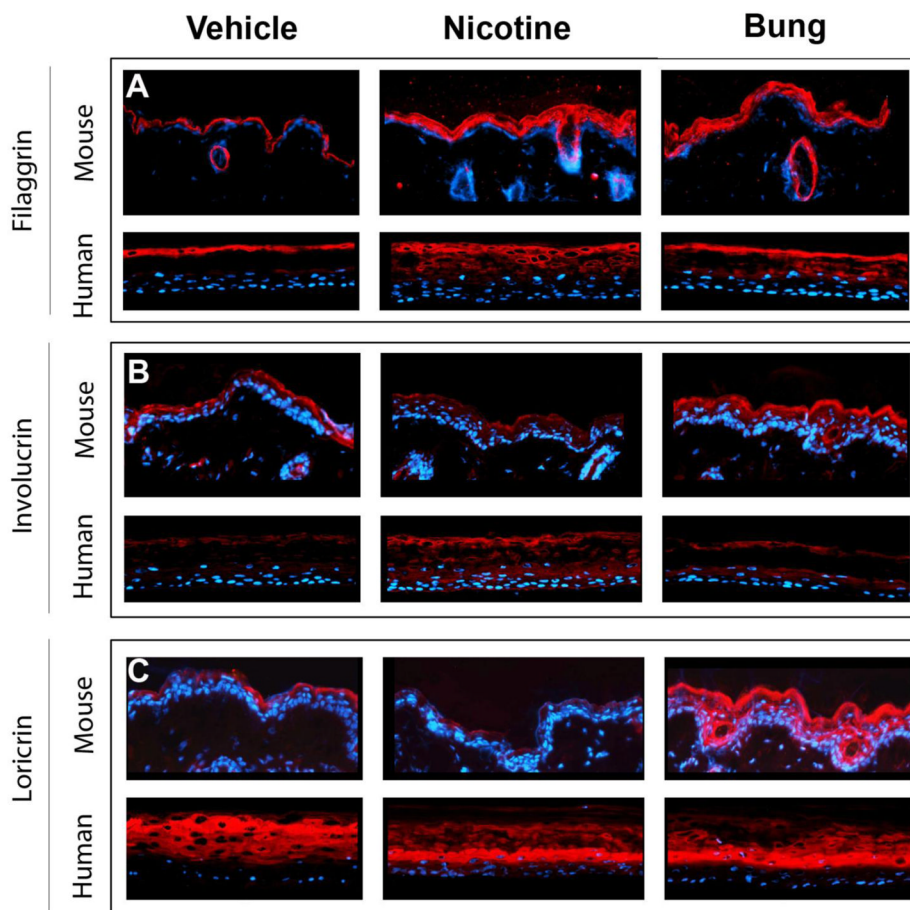 Vehicle Nicotine Bung
Filaggrin
Mouse
A
Human
Involucrin
Mouse
B
Human
Loricrin
Mouse
C
Human